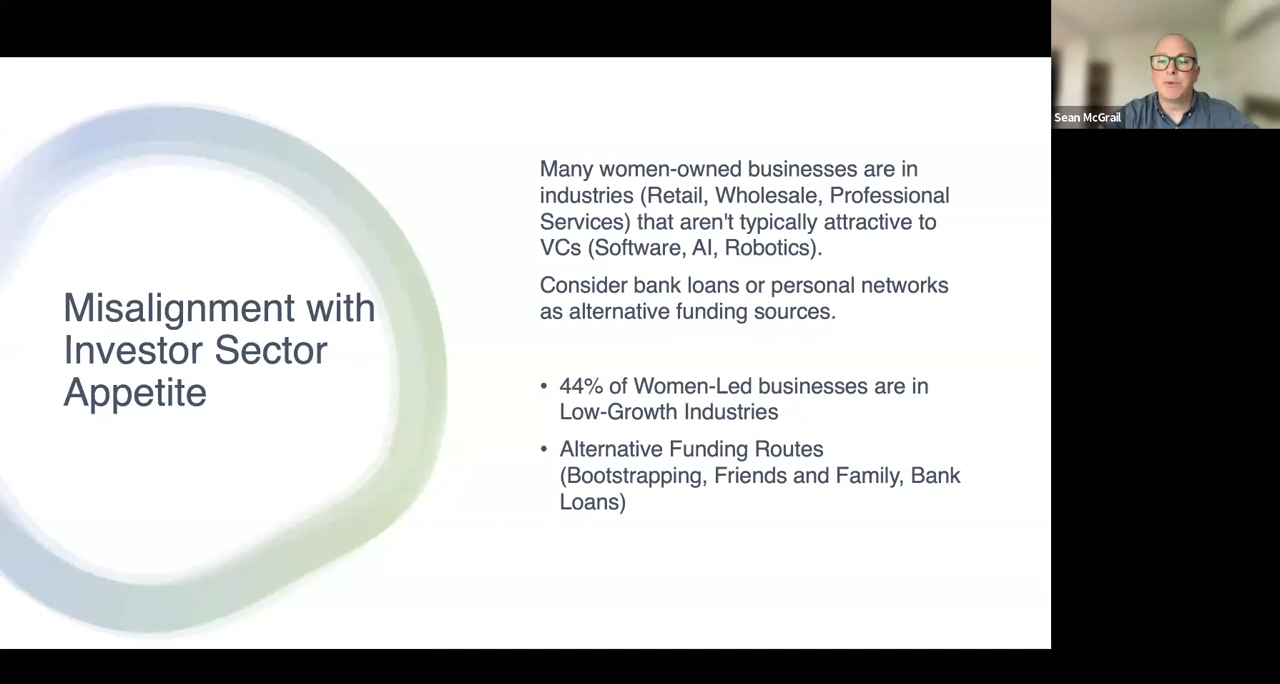 Misalignment with
Investor Sector
Appetite
Many women-owned businesses are in
industries (Retail, Wholesale, Professional
Services) that aren't typically attractive to
VCs (Software, AI, Robotics).
Consider bank loans or personal networks
as alternative funding sources.
• 44% of Women-Led businesses are in
Low-Growth Industries
• Alternative Funding Routes
(Bootstrapping, Friends and Family, Bank
Loans)
Sean McGrail